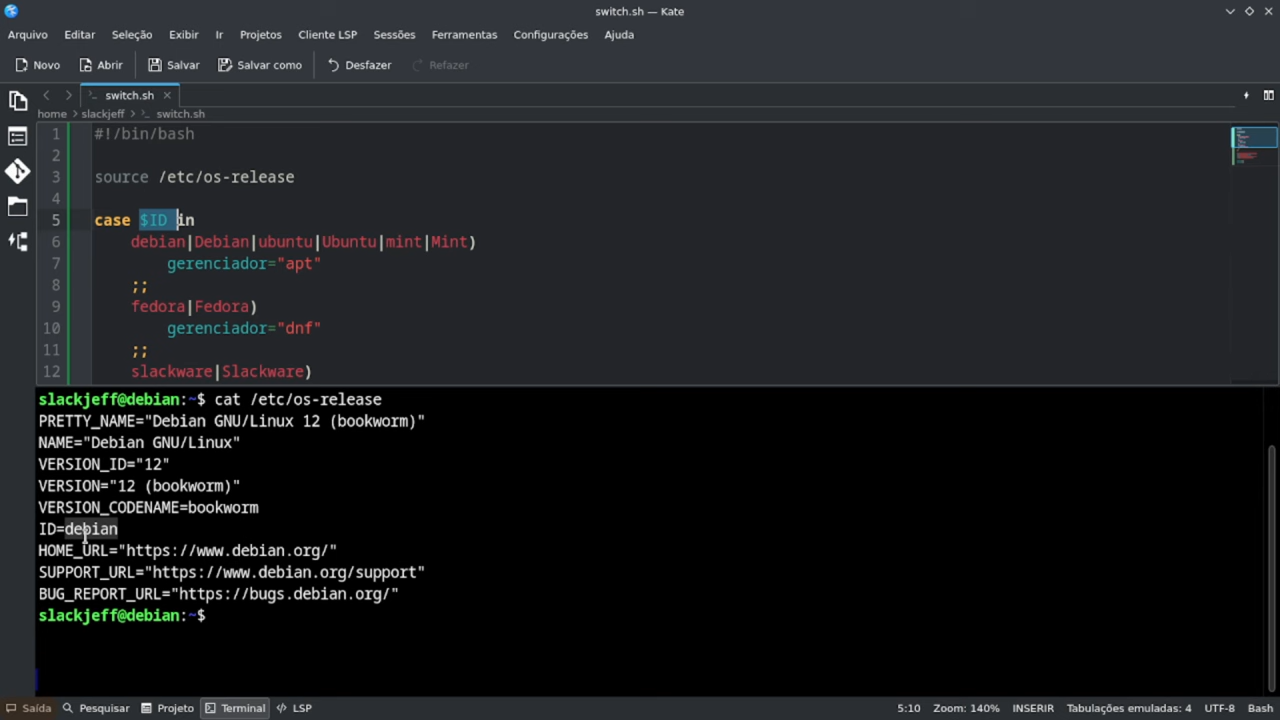 switch.sh — Kate
Arquivo Editar Seleção Exibir Ir Projetos Cliente LSP Sessões Ferramentas Configurações Ajuda
Novo Abrir Salvar Salvar como Desfazer Refazer
switch.sh
home > slackjeff > switch.sh
1 #!/bin/bash
2
3 source /etc/os-release
4
5 case $ID in
6 debian|Debian|ubuntu|Ubuntu|mint|Mint)
7 gerenciador="apt"
8 ;;
9 fedora|Fedora)
10 gerenciador="dnf"
11 ;;
12 slackware|Slackware)
slackjeff@debian:~$ cat /etc/os-release
PRETTY_NAME="Debian GNU/Linux 12 (bookworm)"
NAME="Debian GNU/Linux"
VERSION_ID="12"
VERSION="12 (bookworm)"
VERSION_CODENAME=bookworm
ID=debian
HOME_URL="https://www.debian.org/"
SUPPORT_URL="https://www.debian.org/support"
BUG_REPORT_URL="https://bugs.debian.org/"
slackjeff@debian:~$
Saída Pesquisar Projeto Terminal LSP 5:10 Zoom: 140% INSERIR Tabulações emuladas: 4 UTF-8 Bash